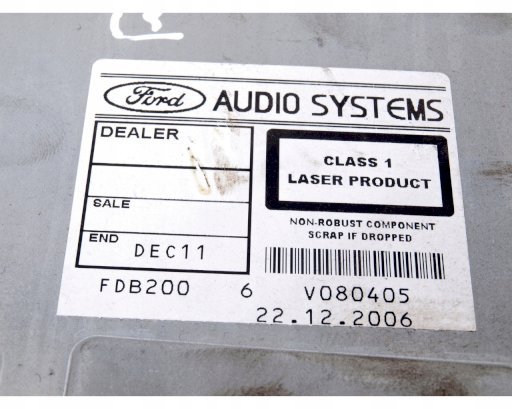 Ford AUDIO SYSTEMS
DEALER
SALE
END DEC11
CLASS 1
LASER PRODUCT
NON-ROBUST COMPONENT
SCRAP IF DROPPED
FDB200 6 V080405
22.12.2006